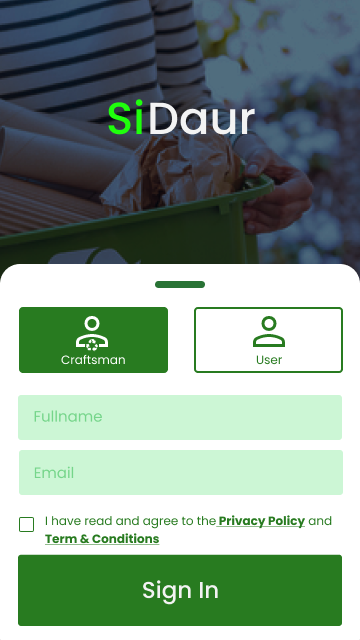 SiDaur
Craftsman
User
Fullname
Email
I have read and agree to the Privacy Policy and
Term & Conditions
Sign In